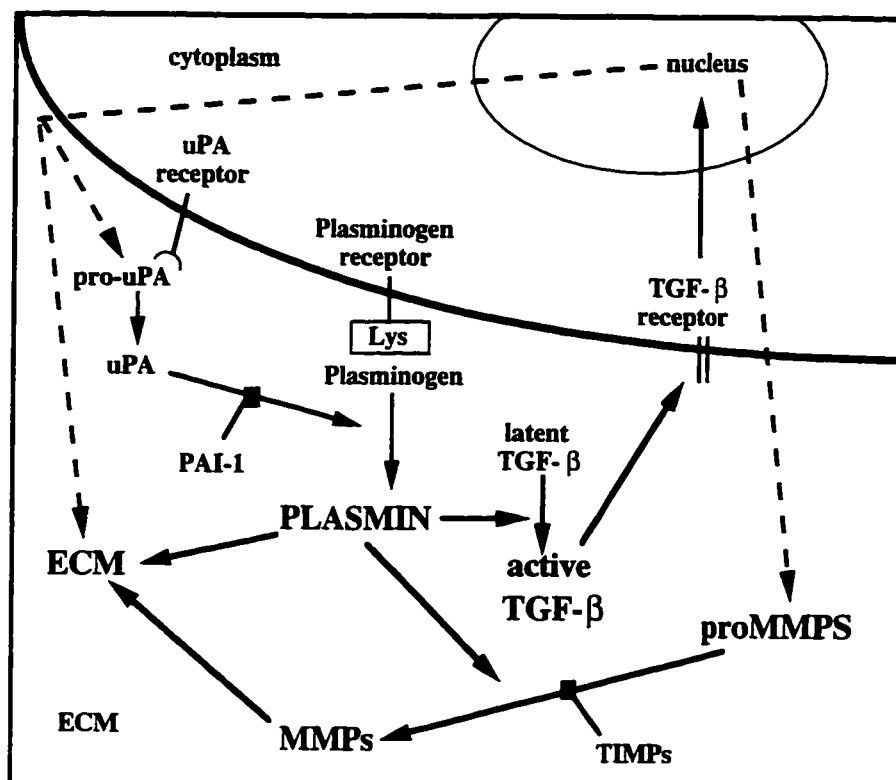 cytoplasm
nucleus
uPA
receptor
Plasminogen
receptor
pro-uPA
TGF- β
receptor
Lys
uPA
Plasminogen
latent
TGF- β
PAI-1
PLASMIN
ECM
active
TGF-β
proMMPS
ECM
MMPs
TIMPs